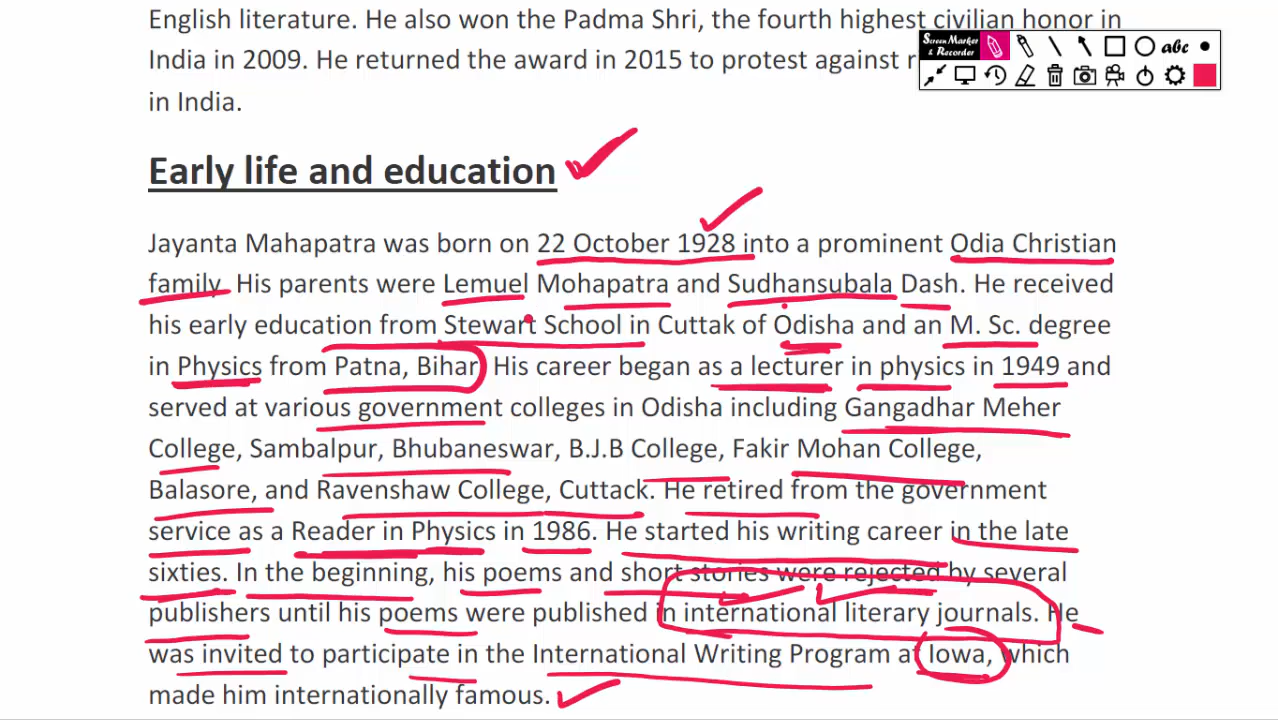 English literature. He also won the Padma Shri, the fourth highest civilian honor in
India in 2009. He returned the award in 2015 to protest against
in India.
Screen Marker
& Recorder
abc
Early life and education
Jayanta Mahapatra was born on 22 October 1928 into a prominent Odia Christian
family. His parents were Lemuel Mohapatra and Sudhansubala Dash. He received
his early education from Stewart School in Cuttak of Odisha and an M. Sc. degree
in Physics from Patna, Bihar. His career began as a lecturer in physics in 1949 and
served at various government colleges in Odisha including Gangadhar Meher
College, Sambalpur, Bhubaneswar, B.J.B College, Fakir Mohan College,
Balasore, and Ravenshaw College, Cuttack. He retired from the government
service as a Reader in Physics in 1986. He started his writing career in the late
sixties. In the beginning, his poems and short stories were rejected by several
publishers until his poems were published in international literary journals. He
was invited to participate in the International Writing Program at Iowa, which
made him internationally famous.